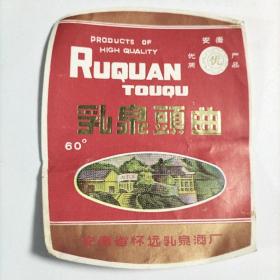 PRODUCTS OF
HIGH QUALITY
安徽
优质
优
产品
RUQUAN
TOUQU
乳泉頭曲
60°
安徽省怀远乳泉酒厂